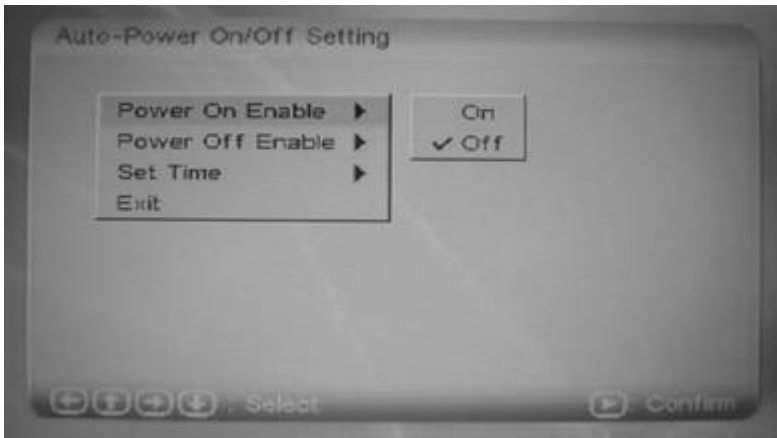 Auto-Power On/Off Setting
Power On Enable
On
Power Off Enable
✓ Off
Set Time
Exit
: Select
: Confirm